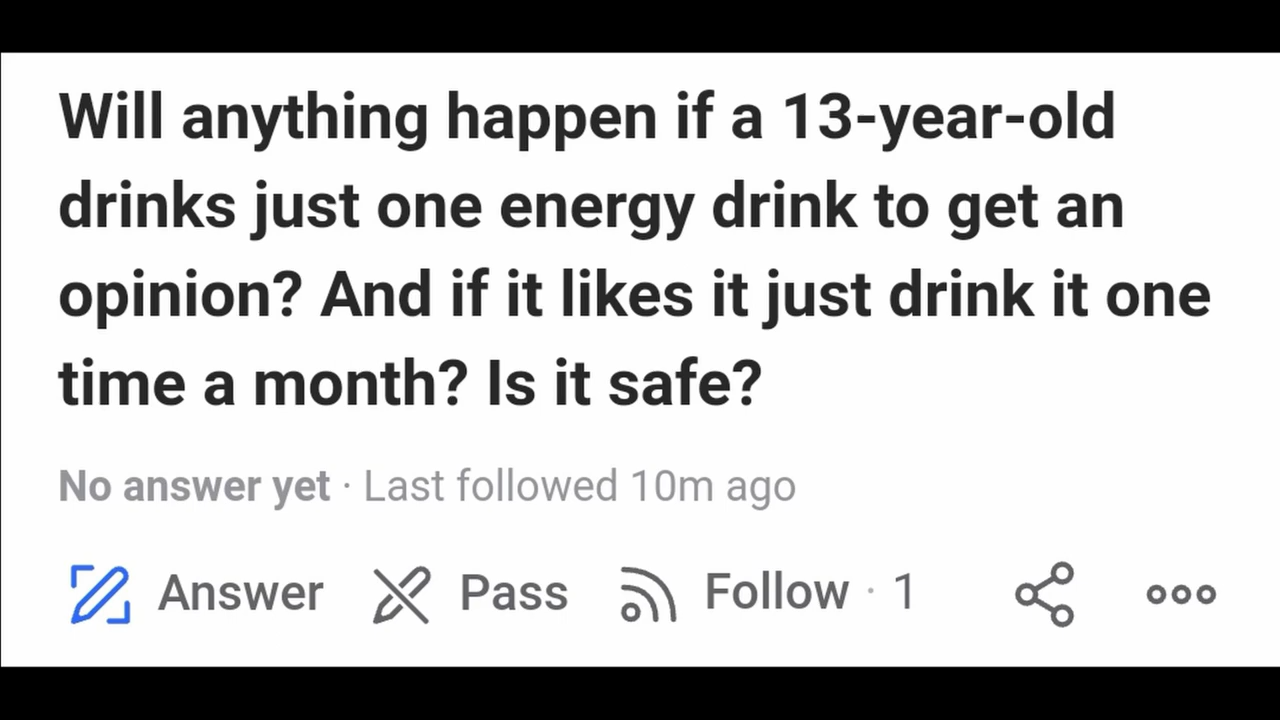 Will anything happen if a 13-year-old
drinks just one energy drink to get an
opinion? And if it likes it just drink it one
time a month? Is it safe?
No answer yet · Last followed 10m ago
Answer Pass Follow · 1